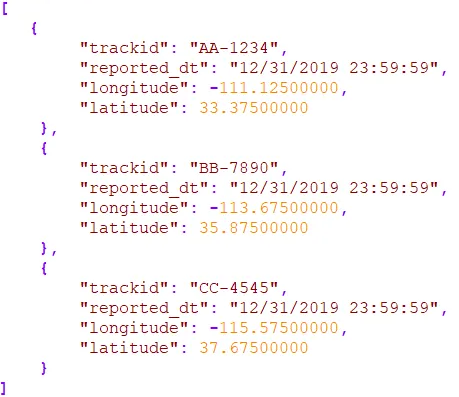 [
{
"trackid": "AA-1234",
"reported_dt": "12/31/2019 23:59:59",
"longitude": -111.12500000,
"latitude": 33.37500000
},
{
"trackid": "BB-7890",
"reported_dt": "12/31/2019 23:59:59",
"longitude": -113.67500000,
"latitude": 35.87500000
},
{
"trackid": "CC-4545",
"reported_dt": "12/31/2019 23:59:59",
"longitude": -115.57500000,
"latitude": 37.67500000
}
]